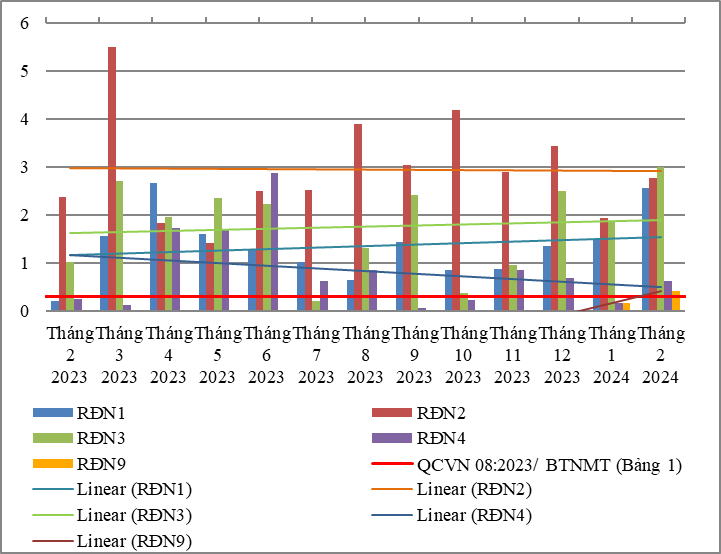 6
5
4
3
2
1
0
Tháng Tháng Tháng Tháng Tháng Tháng Tháng Tháng Tháng Tháng Tháng Tháng Tháng
2 3 4 5 6 7 8 9 10 11 12 1 2
2023 2023 2023 2023 2023 2023 2023 2023 2023 2023 2023 2024 2024
RĐN1 RĐN2
RĐN3 RĐN4
RĐN9 QCVN 08:2023/ BTNMT (Bảng 1)
Linear (RĐN1) Linear (RĐN2)
Linear (RĐN3) Linear (RĐN4)
Linear (RĐN9)